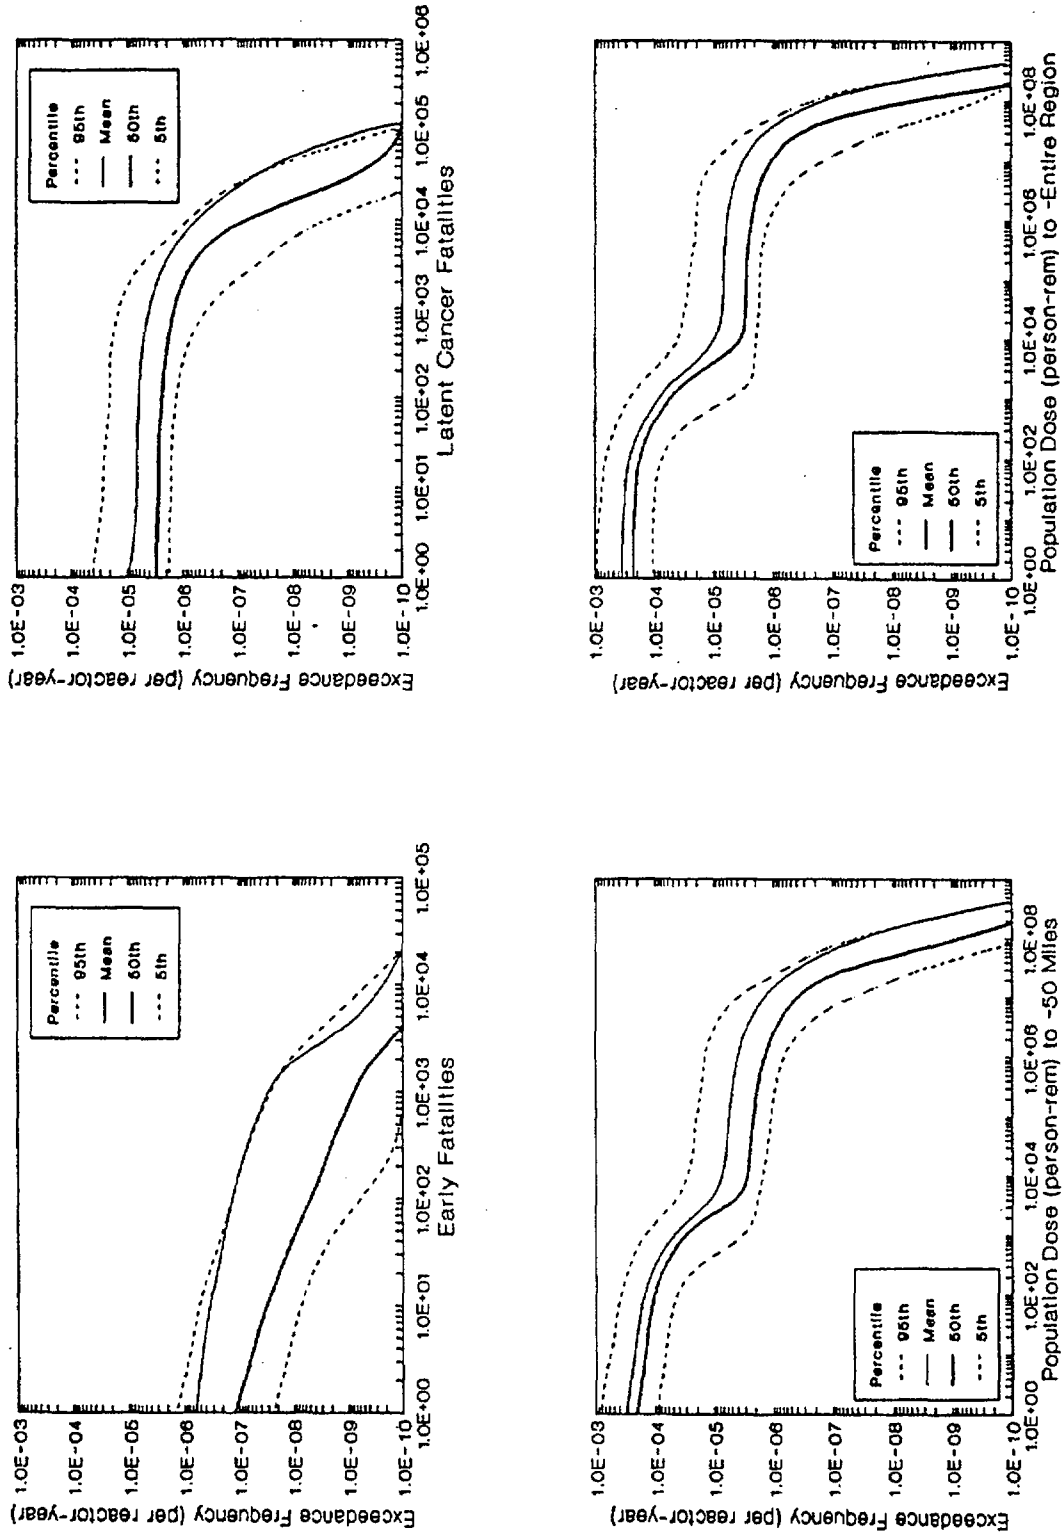 Exceedance Frequency (per reactor-year)
1.0E-03
1.0E-04
1.0E-05
1.0E-06
1.0E-07
1.0E-08
1.0E-09
1.0E-10
Percentile
95th
Mean
50th
5th
1.0E+00 1.0E+01 1.0E+02 1.0E+03 1.0E+04 1.0E+05
Early Fatalities
Exceedance Frequency (per reactor-year)
1.0E-03
1.0E-04
1.0E-05
1.0E-06
1.0E-07
1.0E-08
1.0E-09
1.0E-10
Percentile
95th
Mean
50th
5th
1.0E+00 1.0E+01 1.0E+02 1.0E+03 1.0E+04 1.0E+05 1.0E+06
Latent Cancer Fatalities
Exceedance Frequency (per reactor-year)
1.0E-03
1.0E-04
1.0E-05
1.0E-06
1.0E-07
1.0E-08
1.0E-09
1.0E-10
Percentile
95th
Mean
50th
5th
1.0E+00 1.0E+02 1.0E+04 1.0E+06 1.0E+08
Population Dose (person-rem) to -50 Miles
Exceedance Frequency (per reactor-year)
1.0E-03
1.0E-04
1.0E-05
1.0E-06
1.0E-07
1.0E-08
1.0E-09
1.0E-10
Percentile
95th
Mean
50th
5th
1.0E+00 1.0E+02 1.0E+04 1.0E+06 1.0E+08
Population Dose (person-rem) to -Entire Region